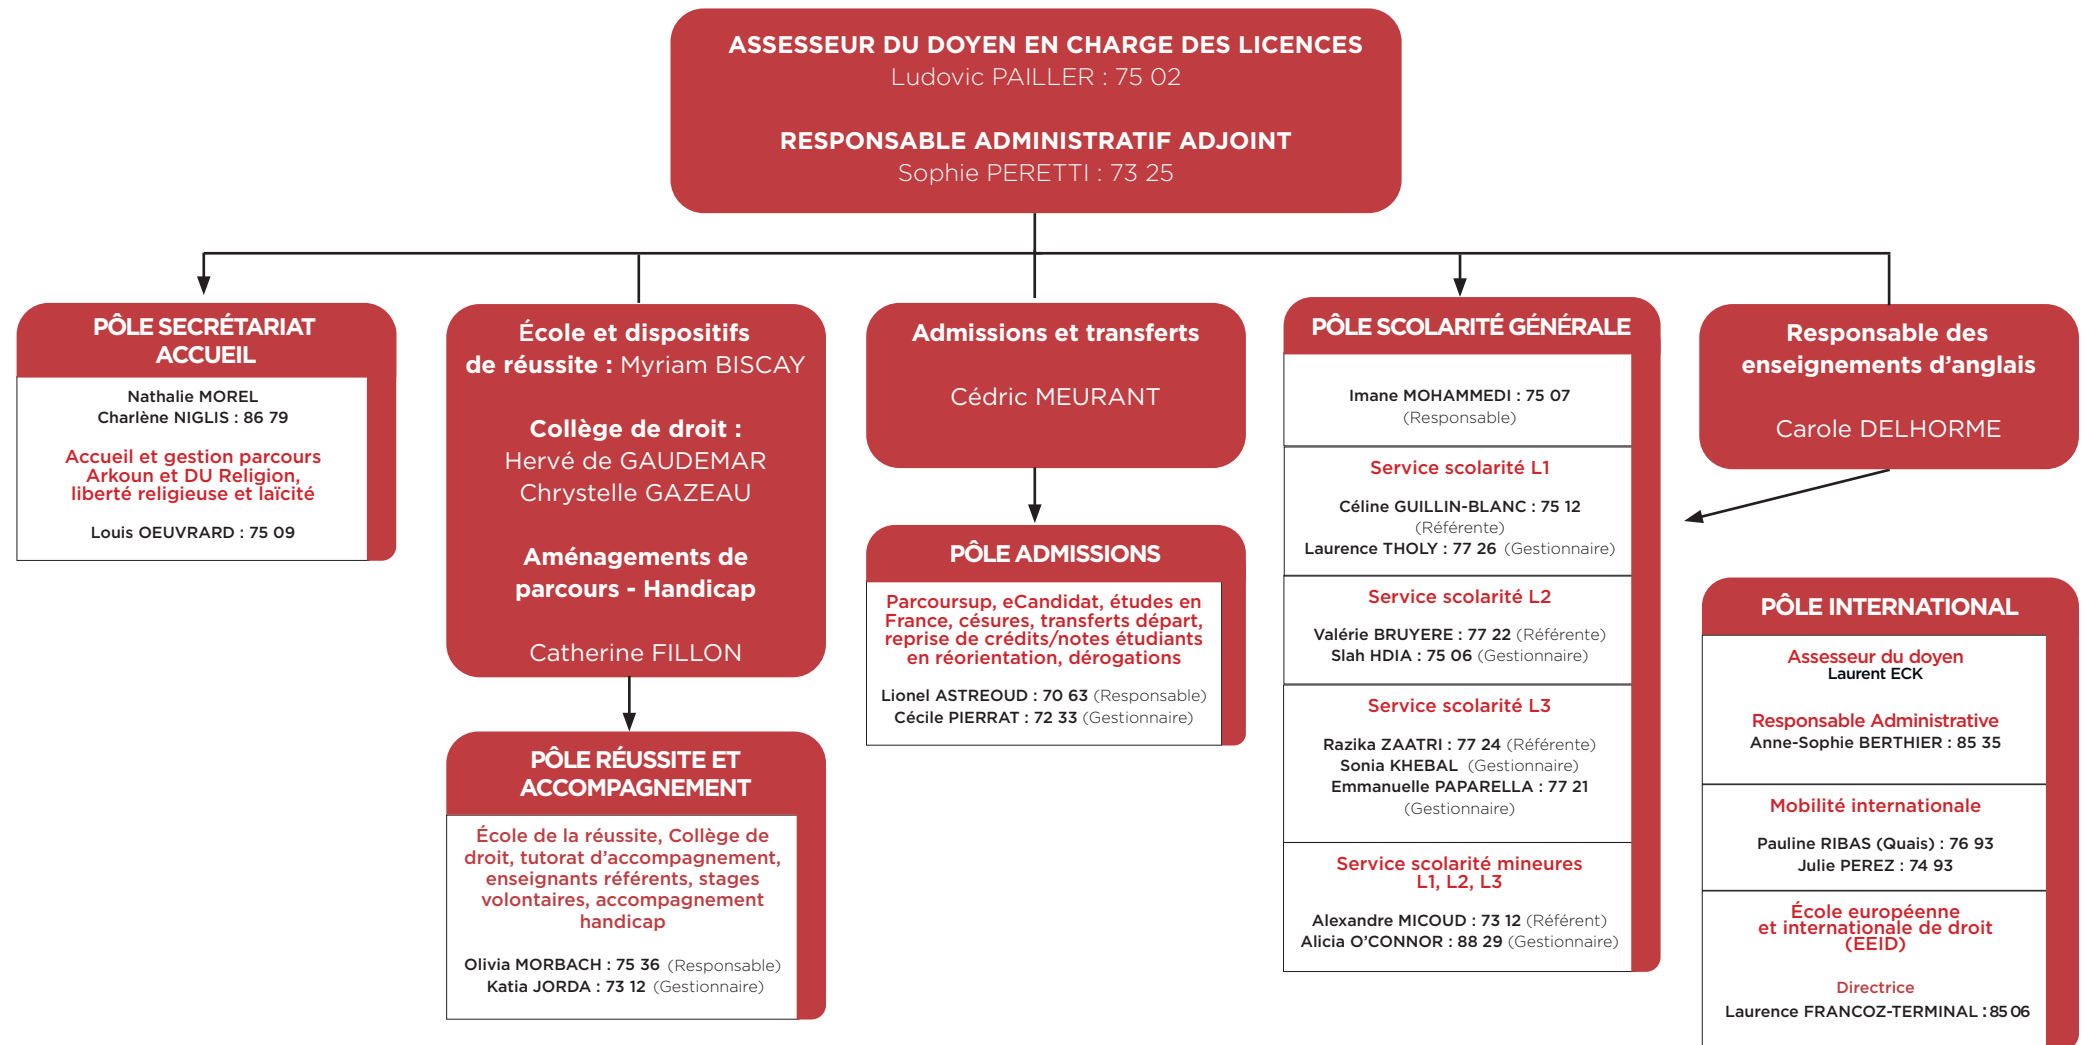 ASSESSEUR DU DOYEN EN CHARGE DES LICENCES
Ludovic PAILLER : 75 02
RESPONSABLE ADMINISTRATIF ADJOINT
Sophie PERETTI : 73 25
PÔLE SECRÉTARIAT
ACCUEIL
Nathalie MOREL
Charlène NIGLIS : 86 79
Accueil et gestion parcours
Arkoun et DU Religion,
liberté religieuse et laïcité
Louis OEUVRARD : 75 09
École et dispositifs
de réussite : Myriam BISCAY
Collège de droit :
Hervé de GAUDEMAR
Chrystelle GAZEAU
Aménagements de
parcours - Handicap
Catherine FILLON
PÔLE RÉUSSITE ET
ACCOMPAGNEMENT
École de la réussite, Collège de
droit, tutorat d'accompagnement,
enseignants référents, stages
volontaires, accompagnement
handicap
Olivia MORBACH : 75 36 (Responsable)
Katia JORDA : 73 12 (Gestionnaire)
Admissions et transferts
Cédric MEURANT
PÔLE ADMISSIONS
Parcoursup, eCandidat, études en
France, césures, transferts départ,
reprise de crédits/notes étudiants
en réorientation, dérogations
Lionel ASTREOUD : 70 63 (Responsable)
Cécile PIERRAT : 72 33 (Gestionnaire)
PÔLE SCOLARITÉ GÉNÉRALE
Imane MOHAMMEDI : 75 07
(Responsable)
Service scolarité L1
Céline GUILLIN-BLANC : 75 12
(Référente)
Laurence THOLY : 77 26 (Gestionnaire)
Service scolarité L2
Valérie BRUYERE : 77 22 (Référente)
Slah HDIA : 75 06 (Gestionnaire)
Service scolarité L3
Razika ZAATRI : 77 24 (Référente)
Sonia KHEBAL (Gestionnaire)
Emmanuelle PAPARELLA : 77 21
(Gestionnaire)
Service scolarité mineures
L1, L2, L3
Alexandre MICOUD : 73 12 (Référent)
Alicia O'CONNOR : 88 29 (Gestionnaire)
Responsable des
enseignements d'anglais
Carole DELHORME
PÔLE INTERNATIONAL
Assesseur du doyen
Laurent ECK
Responsable Administrative
Anne-Sophie BERTHIER : 85 35
Mobilité internationale
Pauline RIBAS (Quais) : 76 93
Julie PEREZ : 74 93
École européenne
et internationale de droit
(EEID)
Directrice
Laurence FRANCOZ-TERMINAL : 85 06